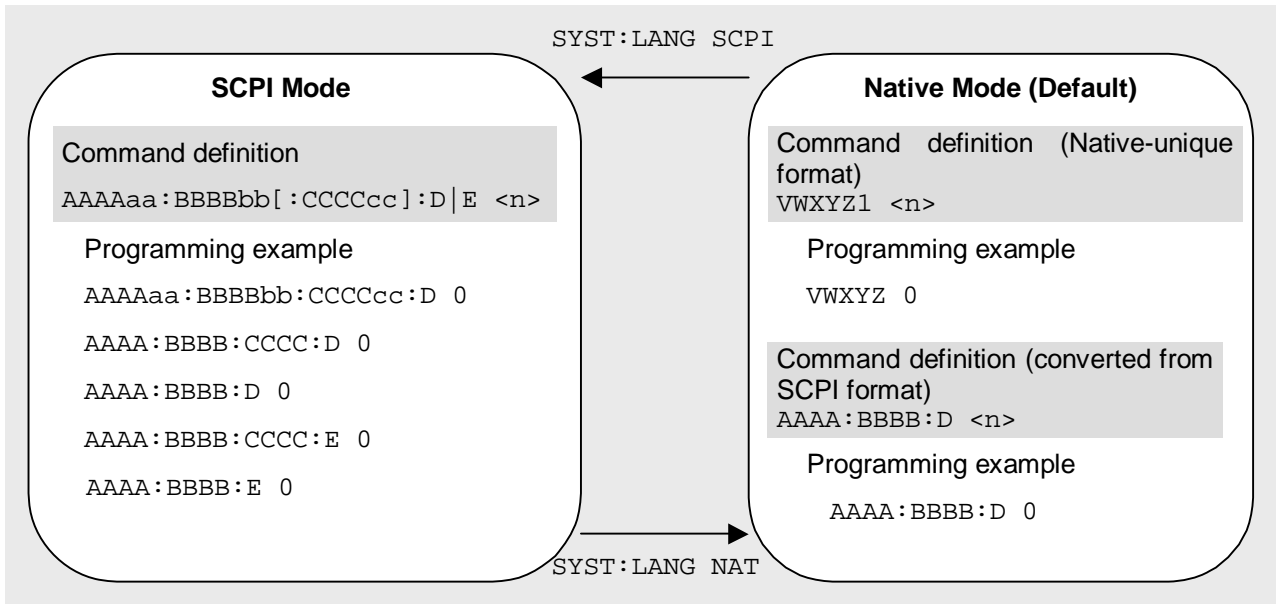 SYST:LANG SCPI
SCPI Mode
Command definition
AAAAaa:BBBBbb[:CCCCcc]:D|E <n>
Programming example
AAAAaa:BBBBbb:CCCCcc:D 0
AAAA:BBBB:CCCC:D 0
AAAA:BBBB:D 0
AAAA:BBBB:CCCC:E 0
AAAA:BBBB:E 0
Native Mode (Default)
Command definition (Native-unique
format)
VWXYZ1 <n>
Programming example
VWXYZ 0
Command definition (converted from
SCPI format)
AAAA:BBBB:D <n>
Programming example
AAAA:BBBB:D 0
SYST:LANG NAT